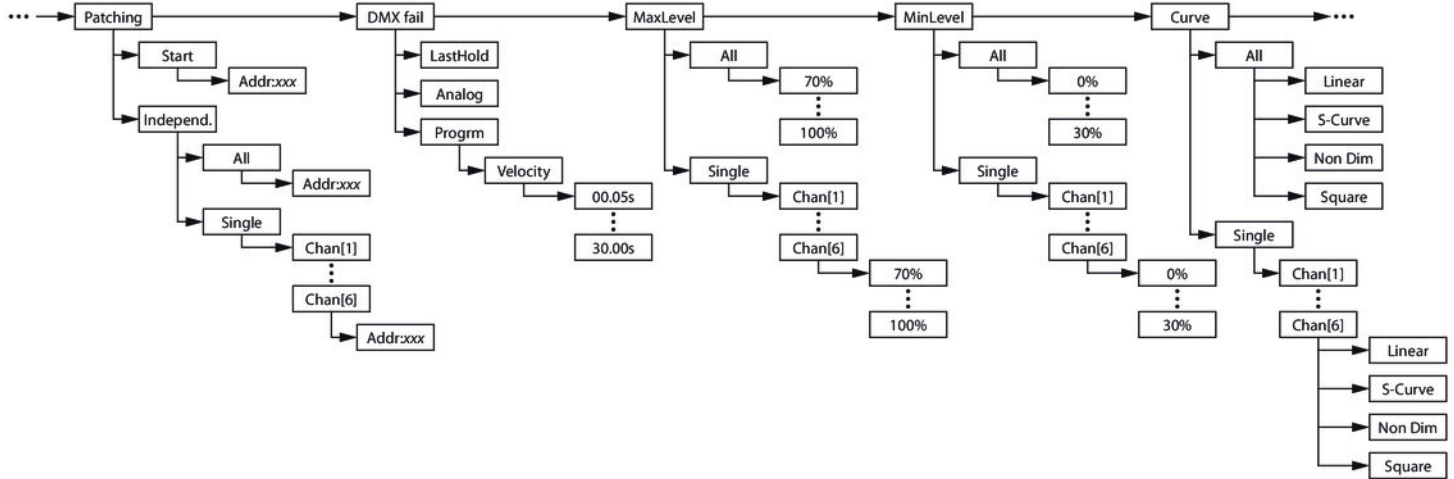 Patching
DMX fail
MaxLevel
MinLevel
Curve
Start
Addr:xxx
Independ.
All
Addr:xxx
Single
Chan[1]
Chan[6]
Addr:xxx
LastHold
Analog
Progrm
Velocity
00.05s
30.00s
All
70%
100%
Single
Chan[1]
Chan[6]
70%
100%
All
0%
30%
Single
Chan[1]
Chan[6]
0%
30%
All
Linear
S-Curve
Non Dim
Square
Single
Chan[1]
Chan[6]
Linear
S-Curve
Non Dim
Square